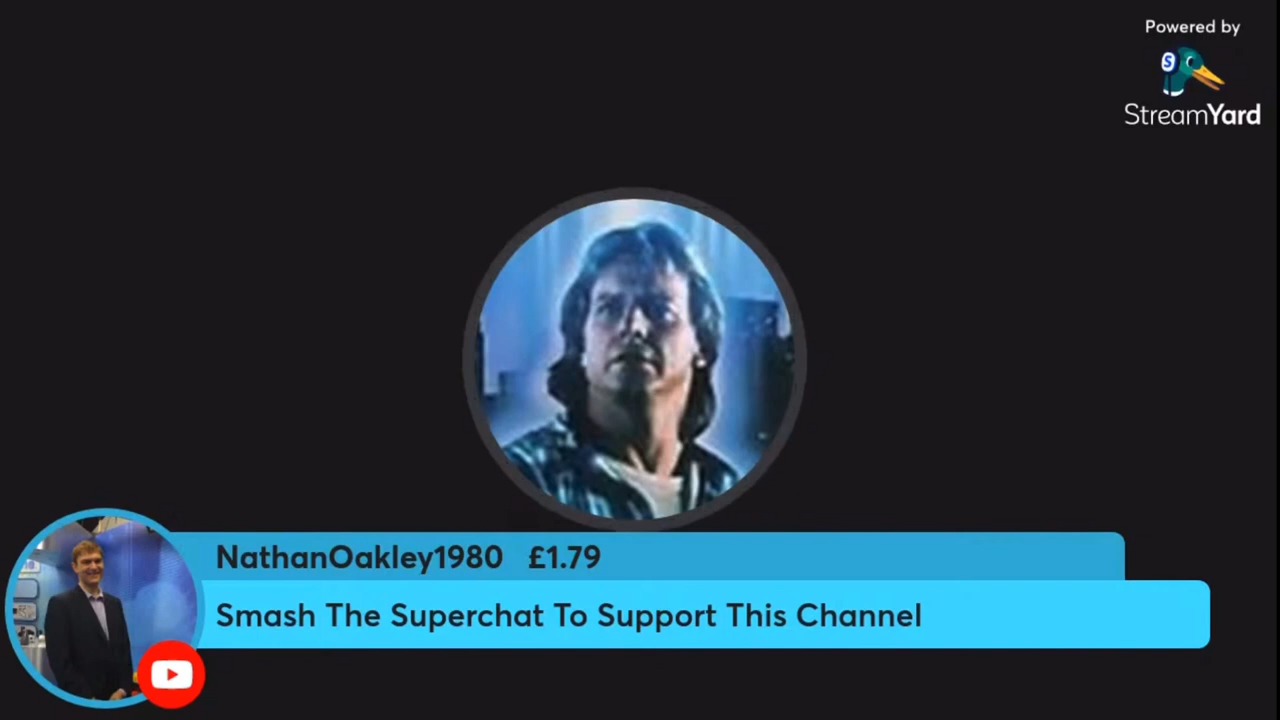 Powered by
StreamYard
NathanOakley1980 £1.79
Smash The Superchat To Support This Channel